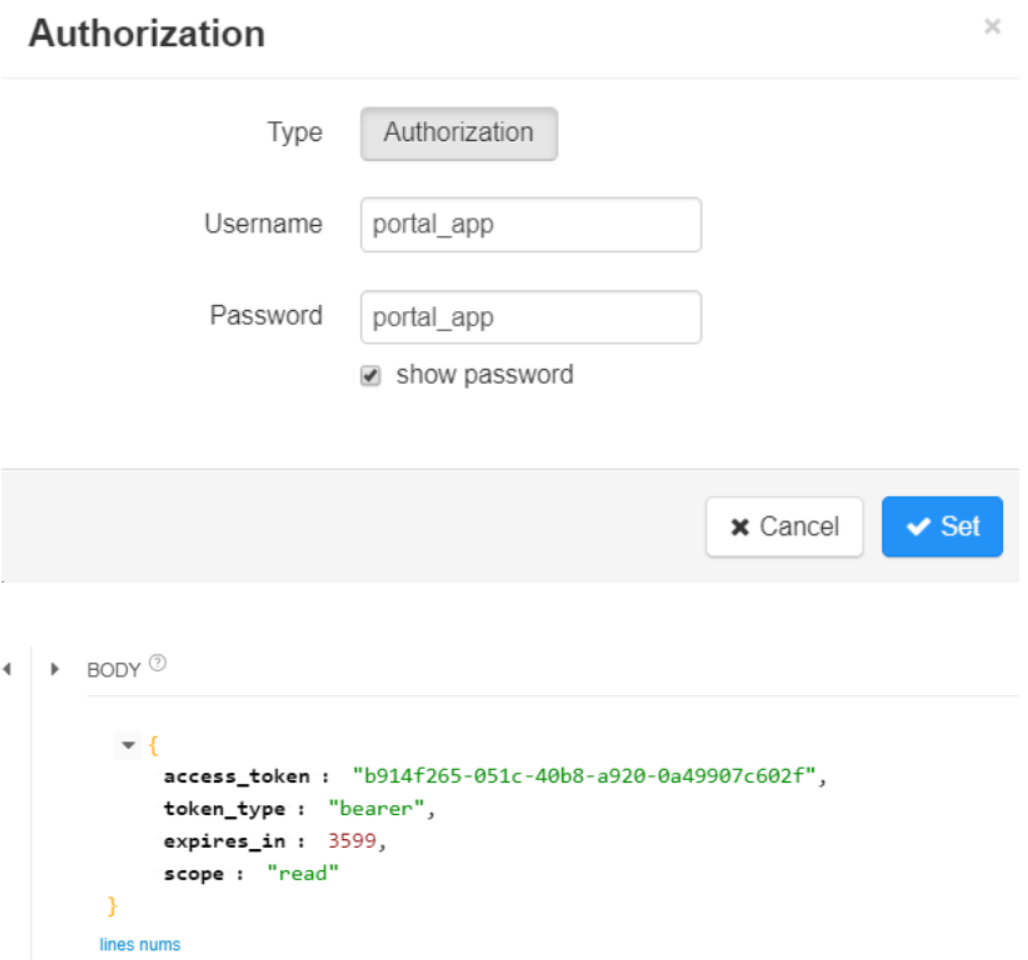 Authorization ×
Type Authorization
Username portal_app
Password portal_app
show password
Cancel Set
BODY ?
{
access_token : "b914f265-051c-40b8-a920-0a49907c602f",
token_type : "bearer",
expires_in : 3599,
scope : "read"
}
lines nums